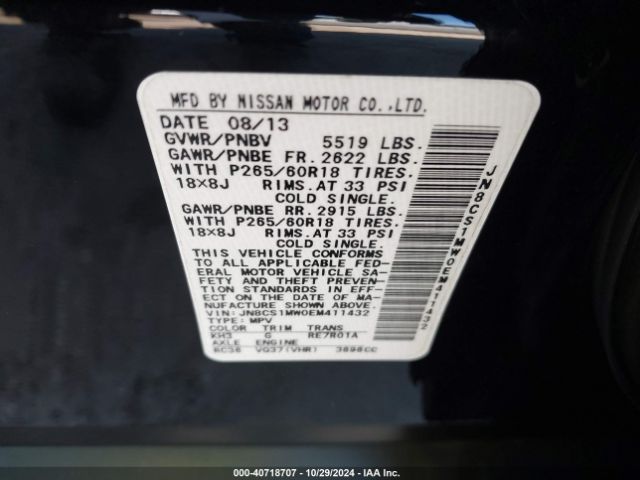 MFD BY NISSAN MOTOR CO.,LTD.
DATE 08/13
GVWR/PNBV 5519 LBS.
GAWR/PNBE FR. 2622 LBS.
WITH P265/60R18 TIRES.
18X8J RIMS. AT 33 PSI
COLD SINGLE.
GAWR/PNBE RR. 2915 LBS.
WITH P265/60R18 TIRES.
18X8J RIMS. AT 33 PSI
COLD SINGLE.
THIS VEHICLE CONFORMS
TO ALL APPLICABLE FED-
ERAL MOTOR VEHICLE SA-
FETY AND THEFT PREVEN-
TION STANDARDS IN EFF-
ECT ON THE DATE OF MA-
NUFACTURE SHOWN ABOVE.
VIN: JN8CS1MW0EM411432
TYPE: MPV
COLOR TRIM TRANS
KH3 G RE7R01A
AXLE ENGINE
RC38 VQ37(VHR) 3696CC
JN8CS1MW0EM411432
000-40718707 - 10/29/2024 - IAA Inc.